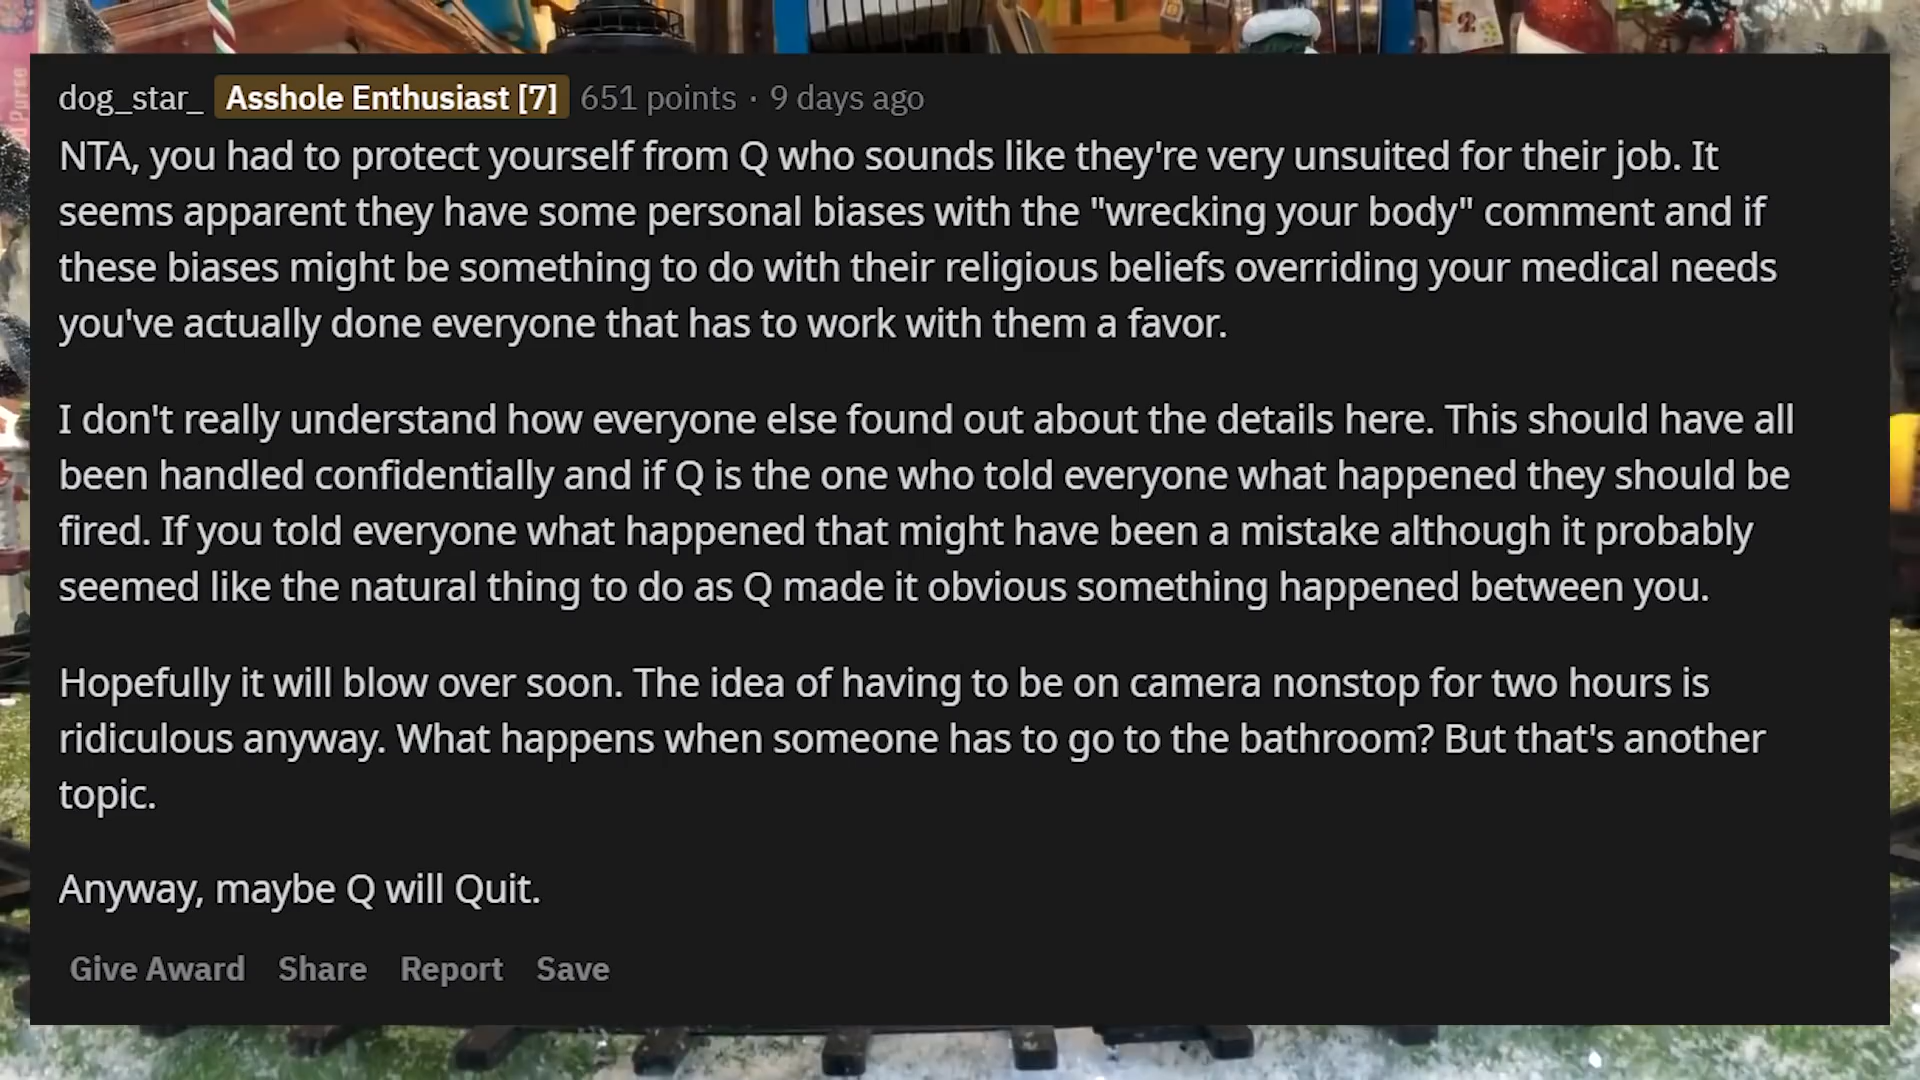 dog_star_ Asshole Enthusiast [7] 651 points · 9 days ago
NTA, you had to protect yourself from Q who sounds like they're very unsuited for their job. It
seems apparent they have some personal biases with the "wrecking your body" comment and if
these biases might be something to do with their religious beliefs overriding your medical needs
you've actually done everyone that has to work with them a favor.
I don't really understand how everyone else found out about the details here. This should have all
been handled confidentially and if Q is the one who told everyone what happened they should be
fired. If you told everyone what happened that might have been a mistake although it probably
seemed like the natural thing to do as Q made it obvious something happened between you.
Hopefully it will blow over soon. The idea of having to be on camera nonstop for two hours is
ridiculous anyway. What happens when someone has to go to the bathroom? But that's another
topic.
Anyway, maybe Q will Quit.
Give Award Share Report Save